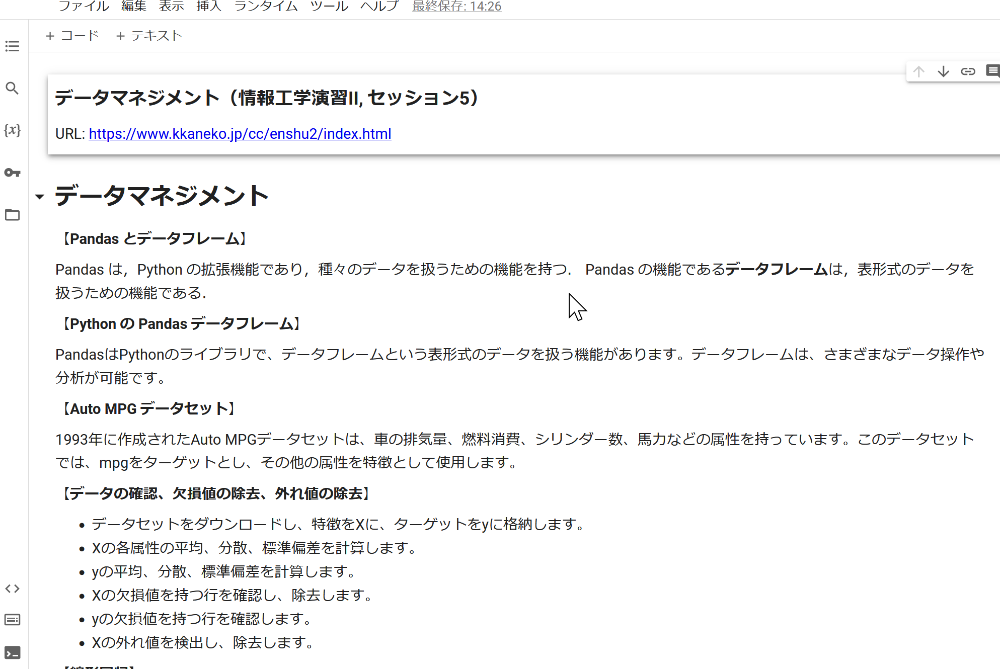 ファイル 編集 表示 挿入 ランタイム ツール ヘルプ 最終保存: 14:26
+ コード + テキスト
データマネジメント（情報工学演習II, セッション5）
URL: https://www.kkaneko.jp/cc/enshu2/index.html
{x}
データマネジメント
【Pandas とデータフレーム】
Pandas は，Python の拡張機能であり，種々のデータを扱うための機能を持つ． Pandas の機能であるデータフレームは，表形式のデータを
扱うための機能である．
【Python の Pandas データフレーム】
PandasはPythonのライブラリで、データフレームという表形式のデータを扱う機能があります。データフレームは、さまざまなデータ操作や
分析が可能です。
【Auto MPG データセット】
1993年に作成されたAuto MPGデータセットは、車の排気量、燃料消費、シリンダー数、馬力などの属性を持っています。このデータセット
では、mpgをターゲットとし、その他の属性を特徴として使用します。
【データの確認、欠損値の除去、外れ値の除去】
• データセットをダウンロードし、特徴をXに、ターゲットをyに格納します。
• Xの各属性の平均、分散、標準偏差を計算します。
• yの平均、分散、標準偏差を計算します。
• Xの欠損値を持つ行を確認し、除去します。
• yの欠損値を持つ行を確認します。
• Xの外れ値を検出し、除去します。